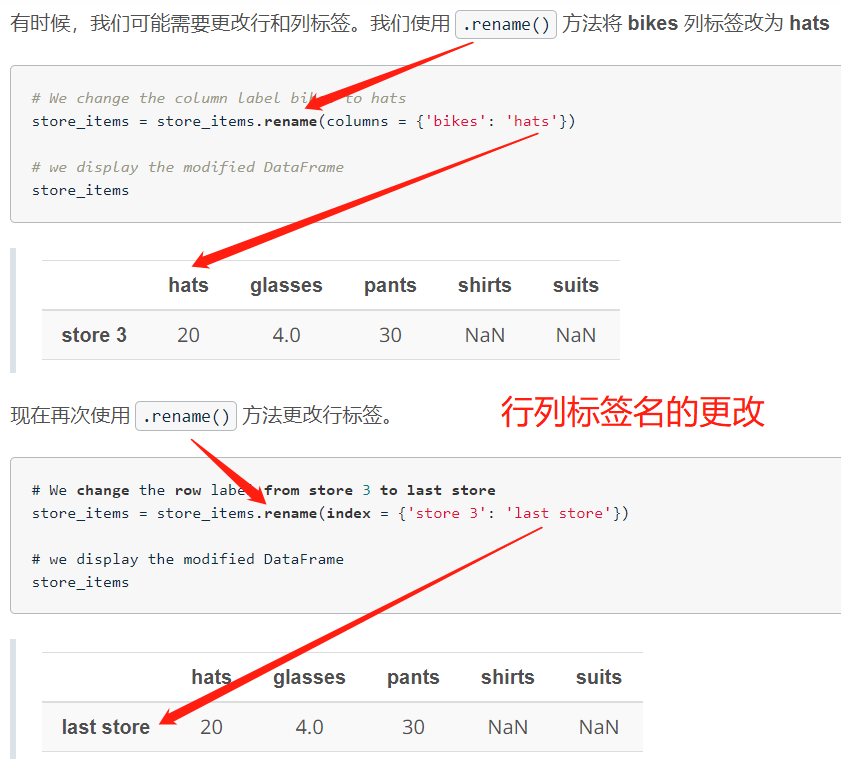 有时候，我们可能需要更改行和列标签。我们使用 .rename() 方法将 bikes 列标签改为 hats
# We change the column label to hats
store_items = store_items.rename(columns = {'bikes': 'hats'})
# we display the modified DataFrame
store_items
hats glasses pants shirts suits
store 3 20 4.0 30 NaN NaN
现在再次使用 .rename() 方法更改行标签。
行列标签名的更改
# We change the row label from store 3 to last store
store_items = store_items.rename(index = {'store 3': 'last store'})
# we display the modified DataFrame
store_items
hats glasses pants shirts suits
last store 20 4.0 30 NaN NaN